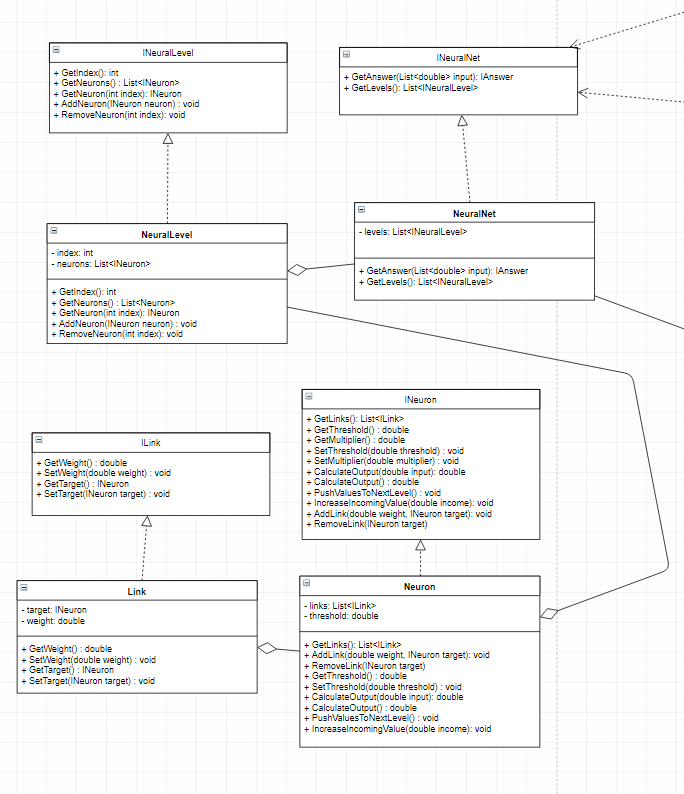 INeuralLevel
+ GetIndex(): int
+ GetNeurons() : List<INeuron>
+ GetNeuron(int index): INeuron
+ AddNeuron(INeuron neuron) : void
+ RemoveNeuron(int index): void
INeuralNet
+ GetAnswer(List<double> input): IAnswer
+ GetLevels(): List<INeuralLevel>
NeuralLevel
- index: int
- neurons: List<INeuron>
+ GetIndex(): int
+ GetNeurons() : List<Neuron>
+ GetNeuron(int index): INeuron
+ AddNeuron(INeuron neuron) : void
+ RemoveNeuron(int index): void
NeuralNet
- levels: List<INeuralLevel>
+ GetAnswer(List<double> input): IAnswer
+ GetLevels(): List<INeuralLevel>
INeuron
+ GetLinks(): List<ILink>
+ GetThreshold() : double
+ GetMultiplier() : double
+ SetThreshold(double threshold) : void
+ SetMultiplier(double multiplier) : void
+ CalculateOutput(double input): double
+ CalculateOutput() : double
+ PushValuesToNextLevel() : void
+ IncreaseIncomingValue(double income): void
+ AddLink(double weight, INeuron target): void
+ RemoveLink(INeuron target)
ILink
+ GetWeight() : double
+ SetWeight(double weight) : void
+ GetTarget() : INeuron
+ SetTarget(INeuron target) : void
Link
- target: INeuron
- weight: double
+ GetWeight() : double
+ SetWeight(double weight) : void
+ GetTarget() : INeuron
+ SetTarget(INeuron target) : void
Neuron
- links: List<ILink>
- threshold: double
+ GetLinks(): List<ILink>
+ AddLink(double weight, INeuron target): void
+ RemoveLink(INeuron target)
+ GetThreshold() : double
+ SetThreshold(double threshold) : void
+ CalculateOutput(double input): double
+ CalculateOutput() : double
+ PushValuesToNextLevel() : void
+ IncreaseIncomingValue(double income): void